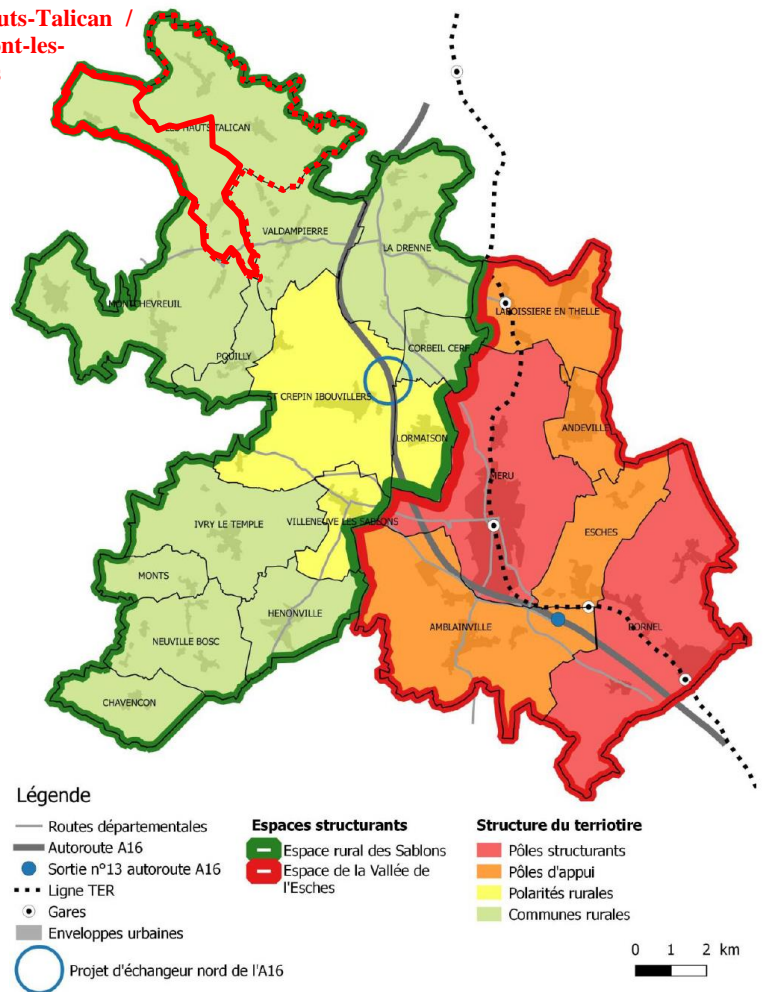 uts-Talican /
ont-les-
s
LES HAUTS TALICAN
VALDAMPIERRE
LA DRENNE
MONTCHEVREUIL
LABOISSIERE EN THELLE
POUILLY
CORBEIL CERF
ST CREPIN IBOUVILLERS
ANDEVILLE
LORMAISON
MERU
IVRY LE TEMPLE
VILLENEUVE LES SABLONS
ESCHES
MONTS
HENONVILLE
AMBLAINVILLE
BORNEL
NEUVILLE BOSC
CHAVENCON
Légende
Routes départementales
Autoroute A16
Sortie n°13 autoroute A16
Ligne TER
Gares
Enveloppes urbaines
Projet d'échangeur nord de l'A16
Espaces structurants
Espace rural des Sablons
Espace de la Vallée de
l'Esches
Structure du terriotire
Pôles structurants
Pôles d'appui
Polarités rurales
Communes rurales
0 1 2 km